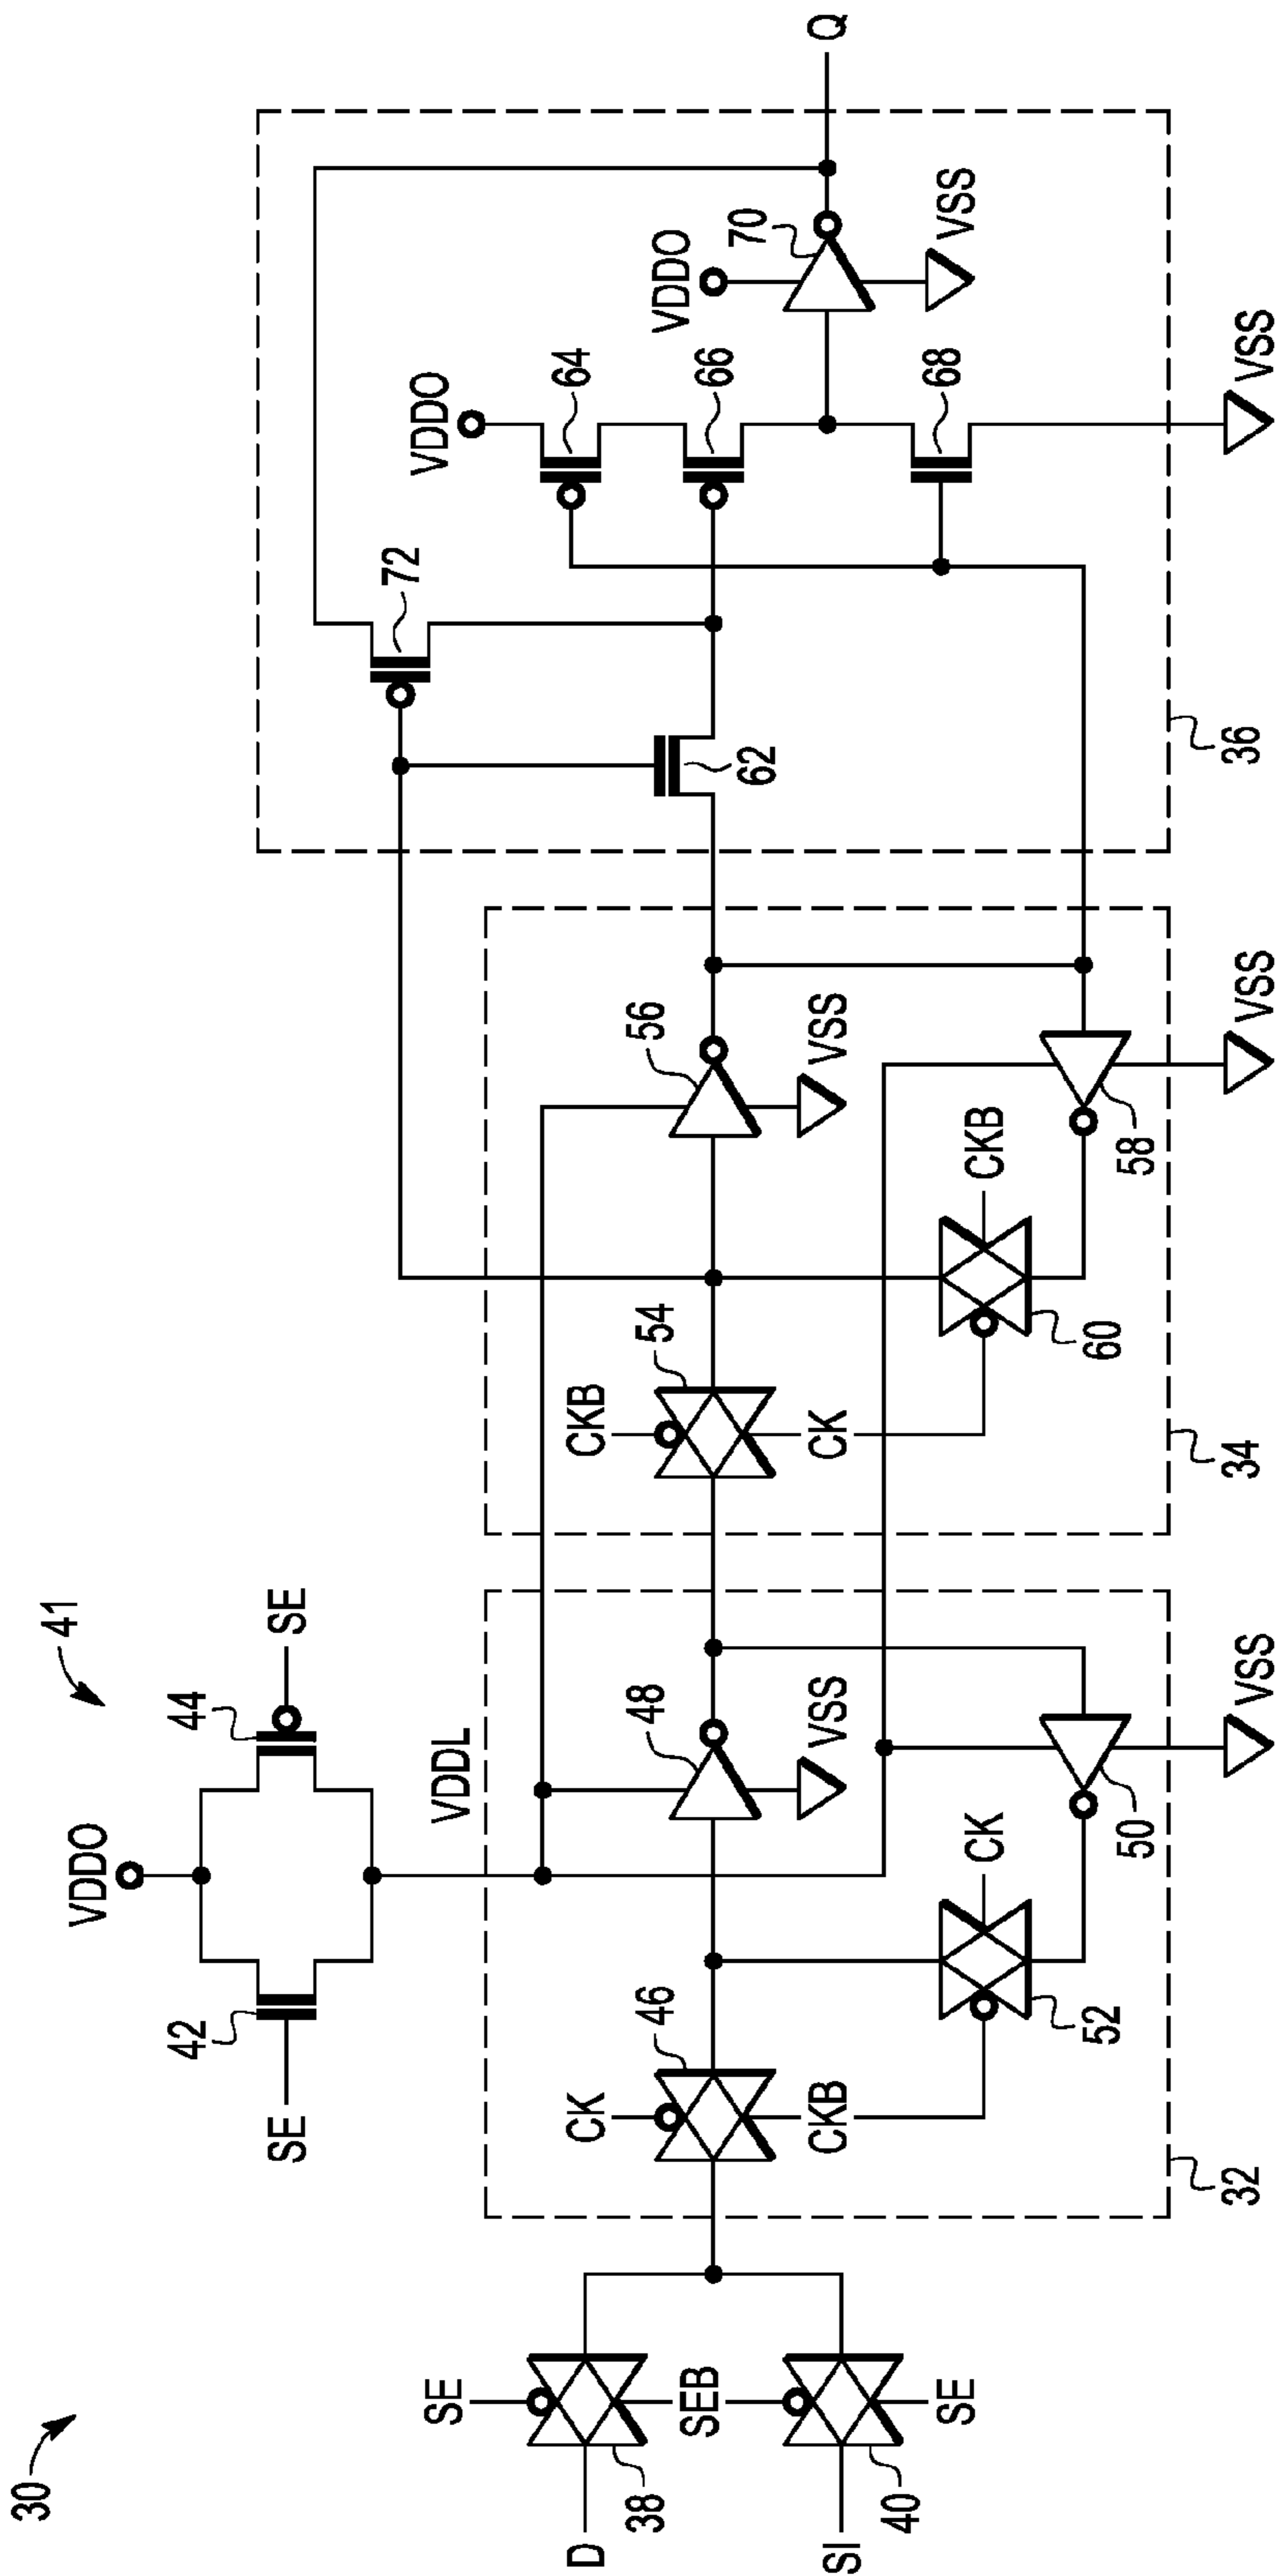 30
D
SI
SE
38
SEB
40
SE
SE
42
VDDO
44
SE
41
VDDL
CK
46
CKB
48
VSS
CK
52
50
VSS
32
CKB
54
CK
56
VSS
CKB
60
58
VSS
34
72
62
VDDO
64
66
68
VSS
VDDO
70
VSS
Q
36